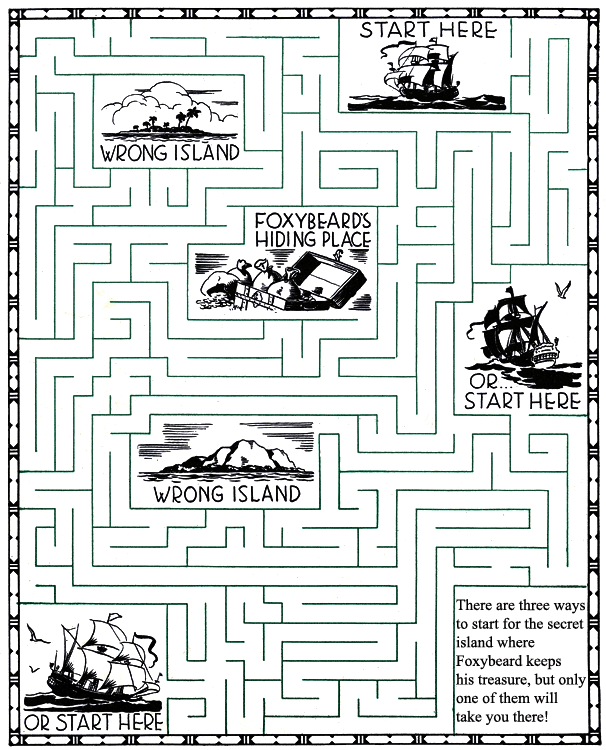 START HERE
WRONG ISLAND
FOXYBEARD'S
HIDING PLACE
OR...
START HERE
WRONG ISLAND
There are three ways
to start for the secret
island where
Foxybeard keeps
his treasure, but only
one of them will
take you there!
OR START HERE